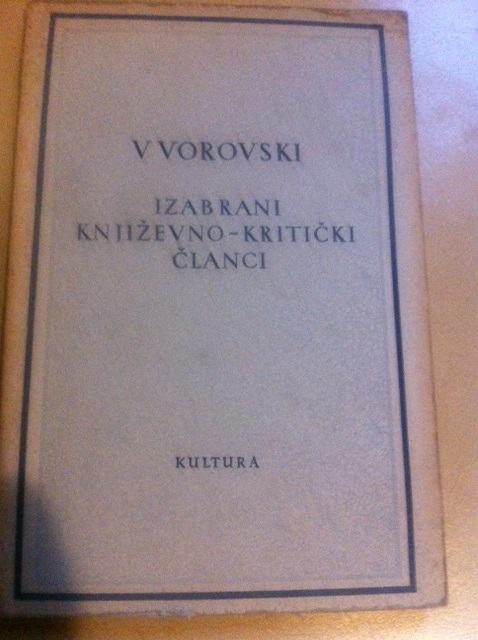 V VOROVSKI
IZABRANI
KNJIŽEVNO-KRITIČKI
ČLANCI
KULTURA